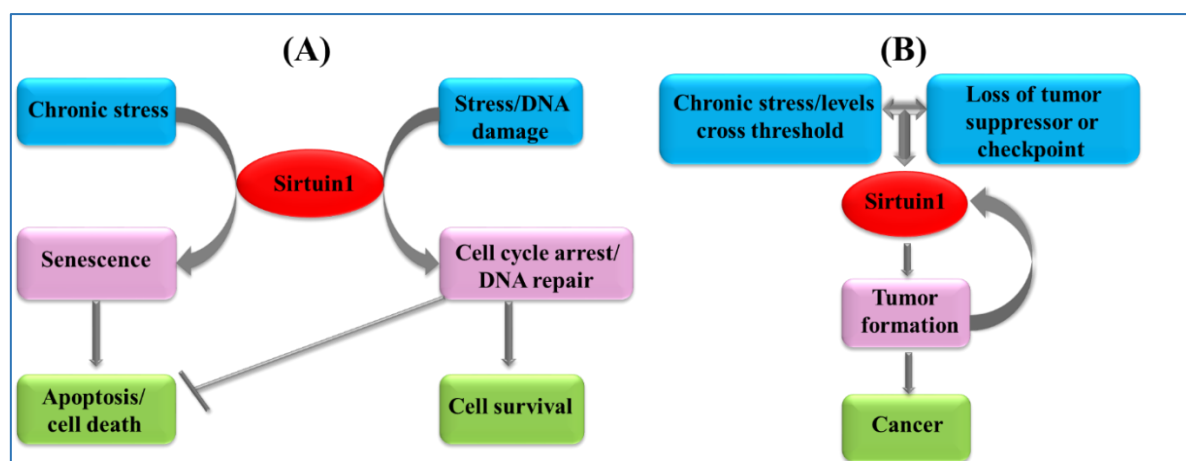 (A)
Chronic stress
Stress/DNA
damage
Sirtuin1
Senescence
Cell cycle arrest/
DNA repair
Apoptosis/
cell death
Cell survival
(B)
Chronic stress/levels
cross threshold
Loss of tumor
suppressor or
checkpoint
Sirtuin1
Tumor
formation
Cancer